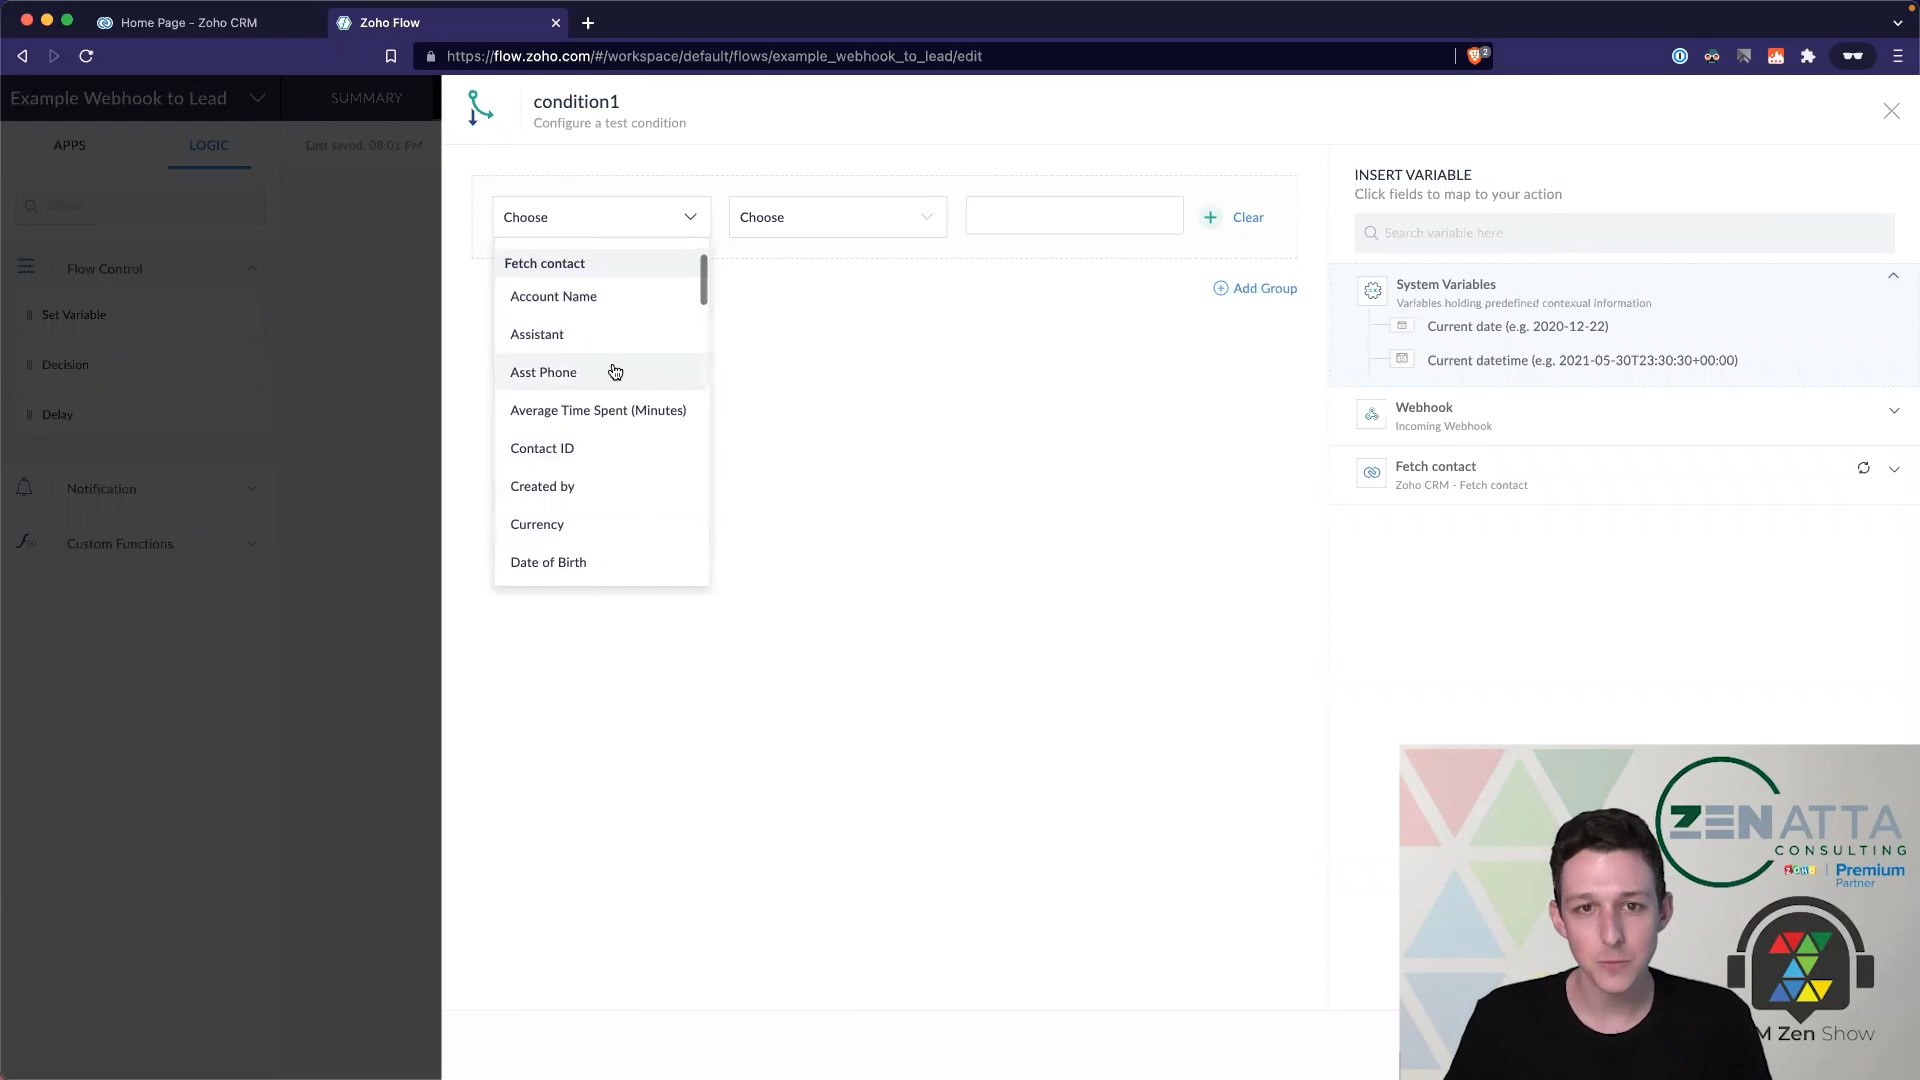 Home Page - Zoho CRM
Zoho Flow
https://flow.zoho.com/#/workspace/default/flows/example_webhook_to_lead/edit
2
Example Webhook to Lead
SUMMARY
APPS
LOGIC
Last saved: 08:01 PM
Flow Control
Set Variable
Decision
Delay
Notification
Custom Functions
condition1
Configure a test condition
Choose
Choose
Clear
Add Group
Fetch contact
Account Name
Assistant
Asst Phone
Average Time Spent (Minutes)
Contact ID
Created by
Currency
Date of Birth
INSERT VARIABLE
Click fields to map to your action
Search variable here
System Variables
Variables holding predefined contexual information
Current date (e.g. 2020-12-22)
Current datetime (e.g. 2021-05-30T23:30:30+00:00)
Webhook
Incoming Webhook
Fetch contact
Zoho CRM - Fetch contact
ZENATTA
CONSULTING
ZOHO | Premium
Partner
M Zen Show